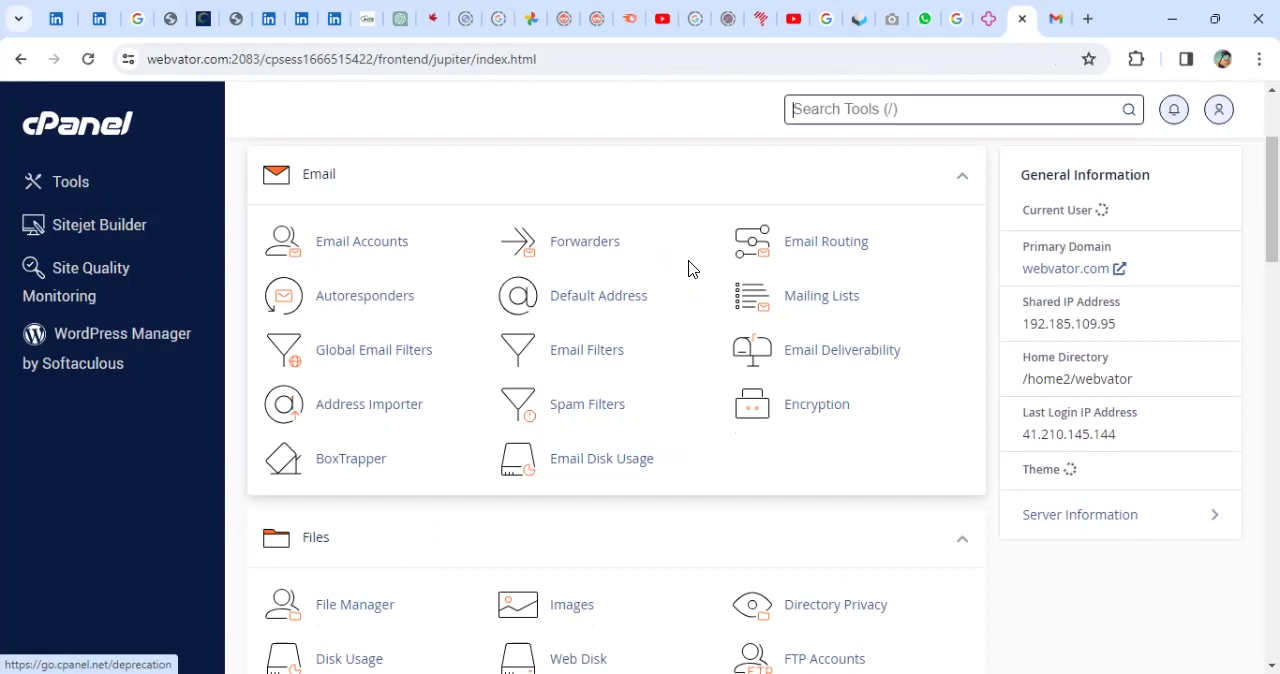 webvator.com:2083/cpsess1666515422/frontend/jupiter/index.html
cPanel
Search Tools (/)
Tools
Sitejet Builder
Site Quality
Monitoring
WordPress Manager
by Softaculous
Email
Email Accounts
Forwarders
Email Routing
Autoresponders
Default Address
Mailing Lists
Global Email Filters
Email Filters
Email Deliverability
Address Importer
Spam Filters
Encryption
BoxTrapper
Email Disk Usage
Files
File Manager
Images
Directory Privacy
Disk Usage
Web Disk
FTP Accounts
General Information
Current User
Primary Domain
webvator.com
Shared IP Address
192.185.109.95
Home Directory
/home2/webvator
Last Login IP Address
41.210.145.144
Theme
Server Information
https://go.cpanel.net/deprecation